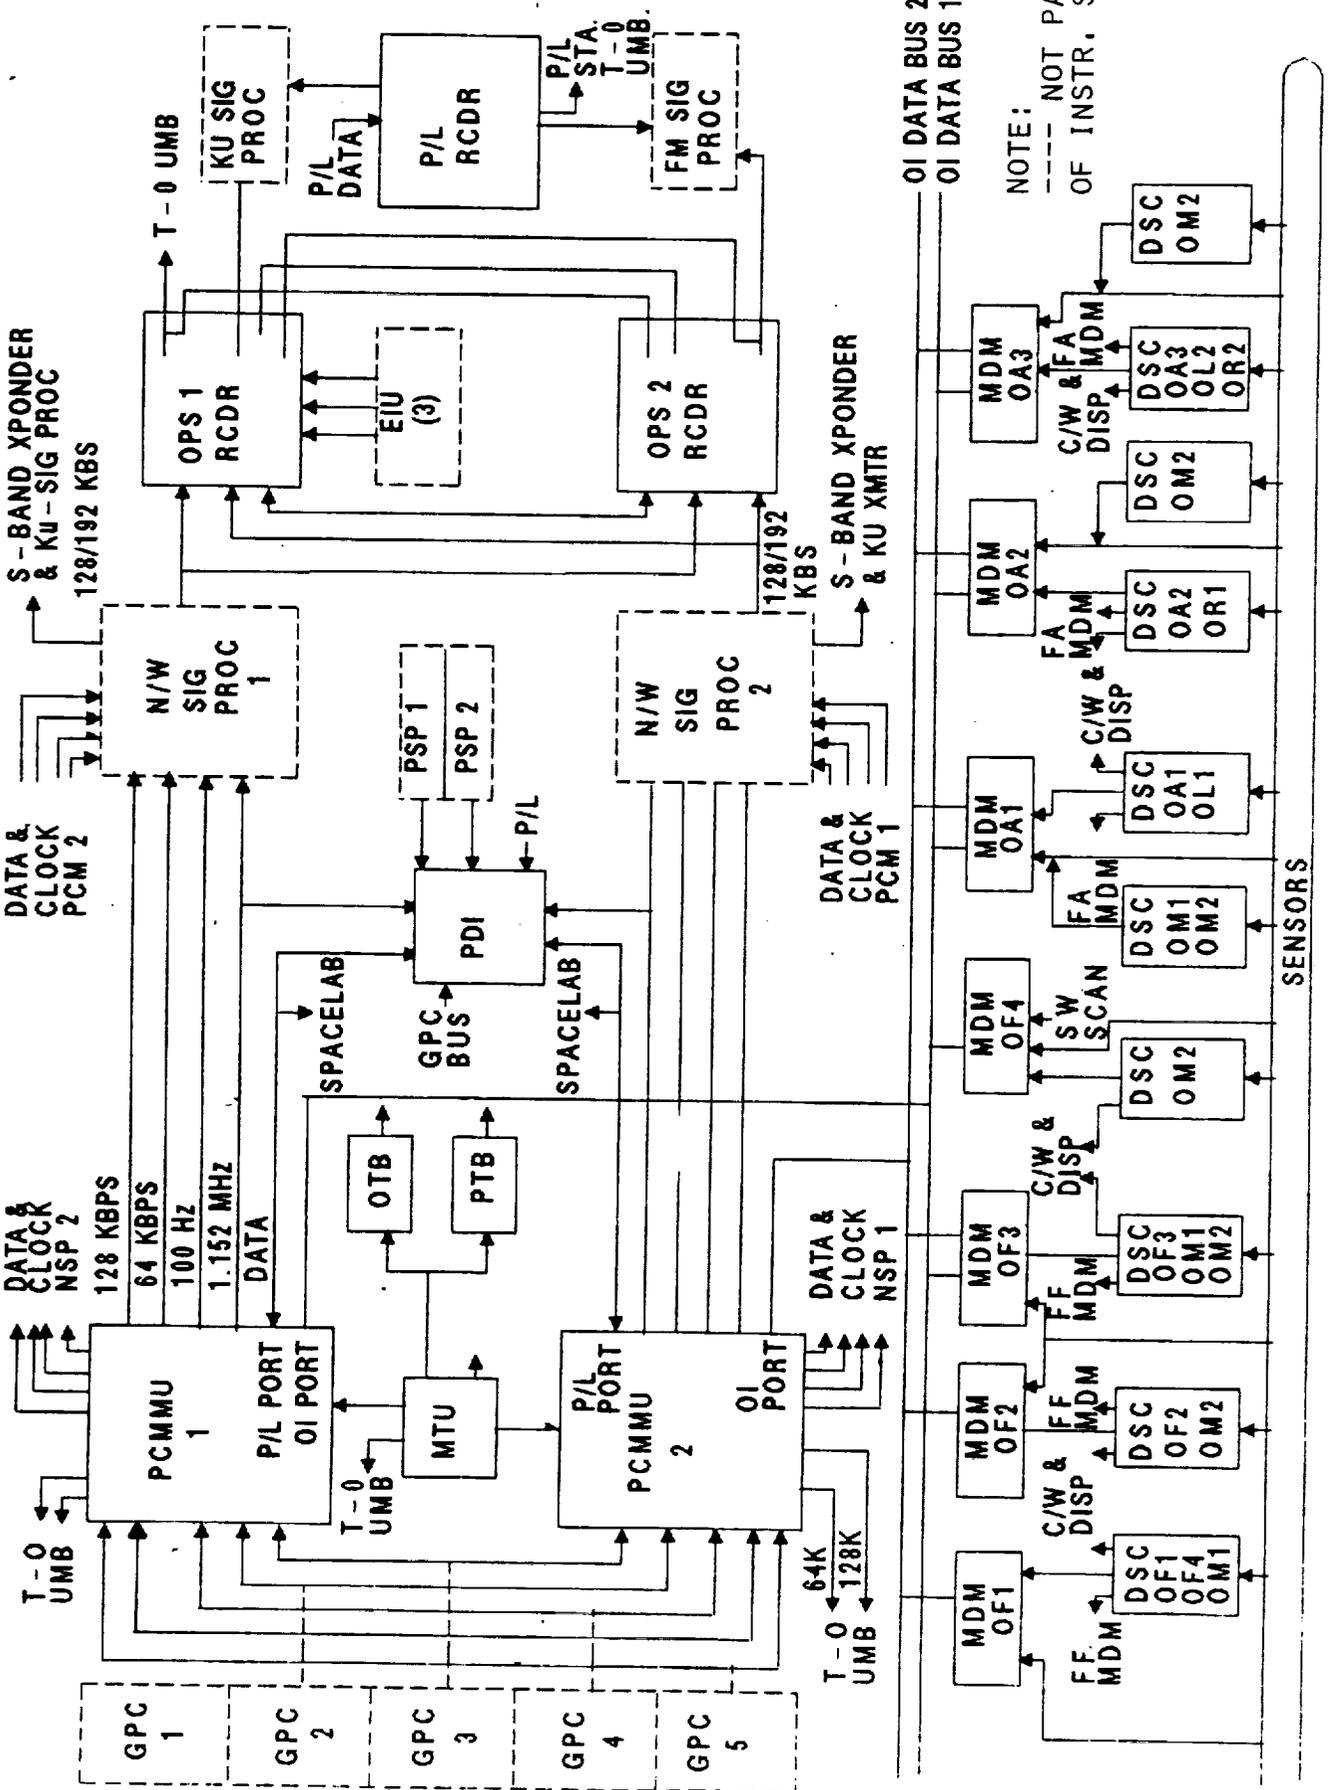 DATA &
CLOCK
NSP 2
DATA &
CLOCK
PCM 2
S-BAND XPONDER
& Ku-SIG PROC
128/192 KBS
T-0 UMB
KU SIG
PROC
T-0
UMB
128 KBPS
64 KBPS
100 Hz
1.152 MHz
DATA
N/W
SIG
PROC
1
OPS 1
RCDR
P/L
DATA
P/L
RCDR
GPC
1
GPC
2
GPC
3
GPC
4
GPC
5
PCMMU
1
P/L PORT
OI PORT
SPACELAB
PSP 1
PSP 2
EIU
(3)
P/L
STA.
T-0
UMB.
T-0
UMB
MTU
OTB
PTB
GPC
BUS
PDI
P/L
SPACELAB
FM SIG
PROC
P/L
PORT
PCMMU
2
OI
PORT
N/W
SIG
PROC
2
OPS 2
RCDR
128/192
KBS
64K
128K
T-0
UMB
DATA &
CLOCK
NSP 1
DATA &
CLOCK
PCM 1
S-BAND XPONDER
& KU XMTR
OI DATA BUS 2
OI DATA BUS 1
MDM
OF1
MDM
OF2
MDM
OF3
MDM
OF4
MDM
OA1
MDM
OA2
MDM
OA3
NOTE:
---- NOT PA
OF INSTR. S
FF
MDM
C/W &
DISP
FF
MDM
FF
MDM
C/W &
DISP
SW
SCAN
FA
MDM
C/W &
DISP
FA
MDM
C/W &
DISP
FA
MDM
DSC
OF1
OF4
OM1
DSC
OF2
OM2
DSC
OF3
OM1
OM2
DSC
OM2
DSC
OM1
OM2
DSC
OA1
OL1
DSC
OA2
OR1
DSC
OM2
DSC
OA3
OL2
OR2
DSC
OM2
SENSORS